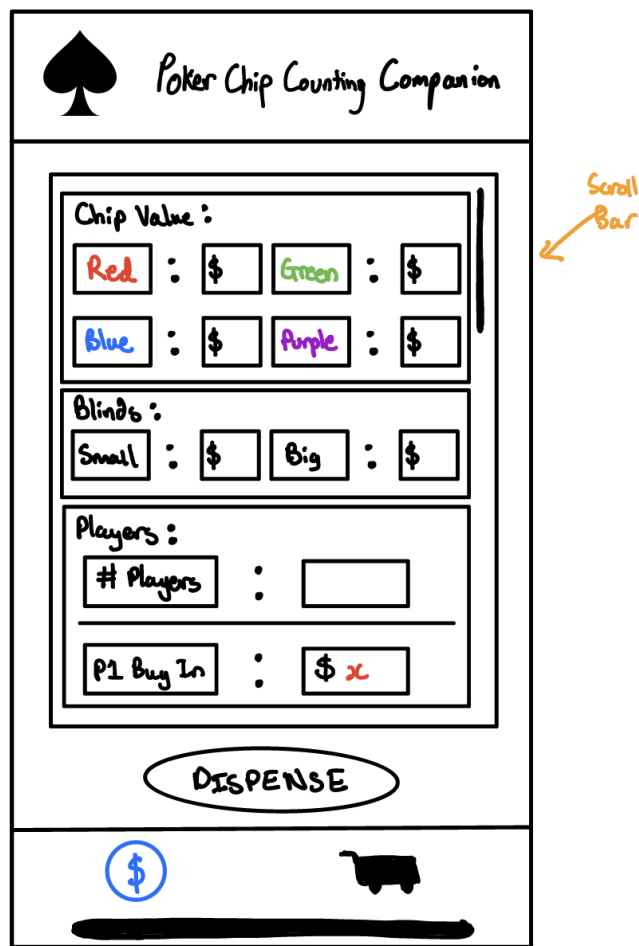 Poker Chip Counting Companion
Scroll
Bar
Chip Value:
Red : $ Green : $
Blue : $ Purple : $
Blinds:
Small : $ Big : $
Players:
# Players :
P1 Buy In : $ x
DISPENSE
$